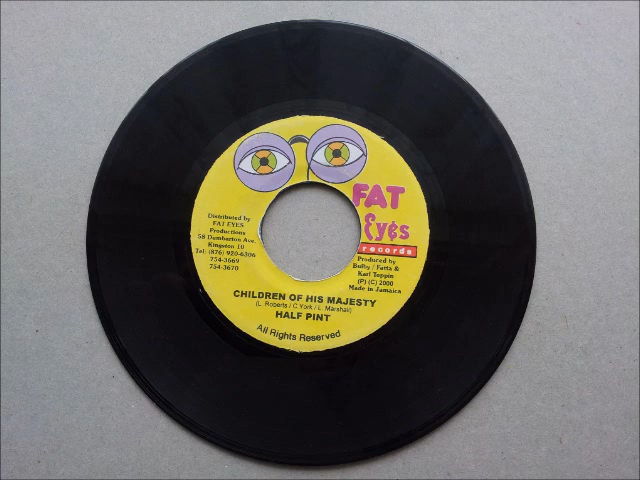 FAT
Eyes
records
Distributed by
FAT EYES
Productions
58 Dumbarton Ave.
Kingston 10
Tel: (876) 920-6306
754-3669
754-3670
Produced by
Bulby / Fatta &
Karl Toppin
(P) (C) 2000
Made in Jamaica
CHILDREN OF HIS MAJESTY
(L. Roberts / C. York / L. Marshall)
HALF PINT
All Rights Reserved